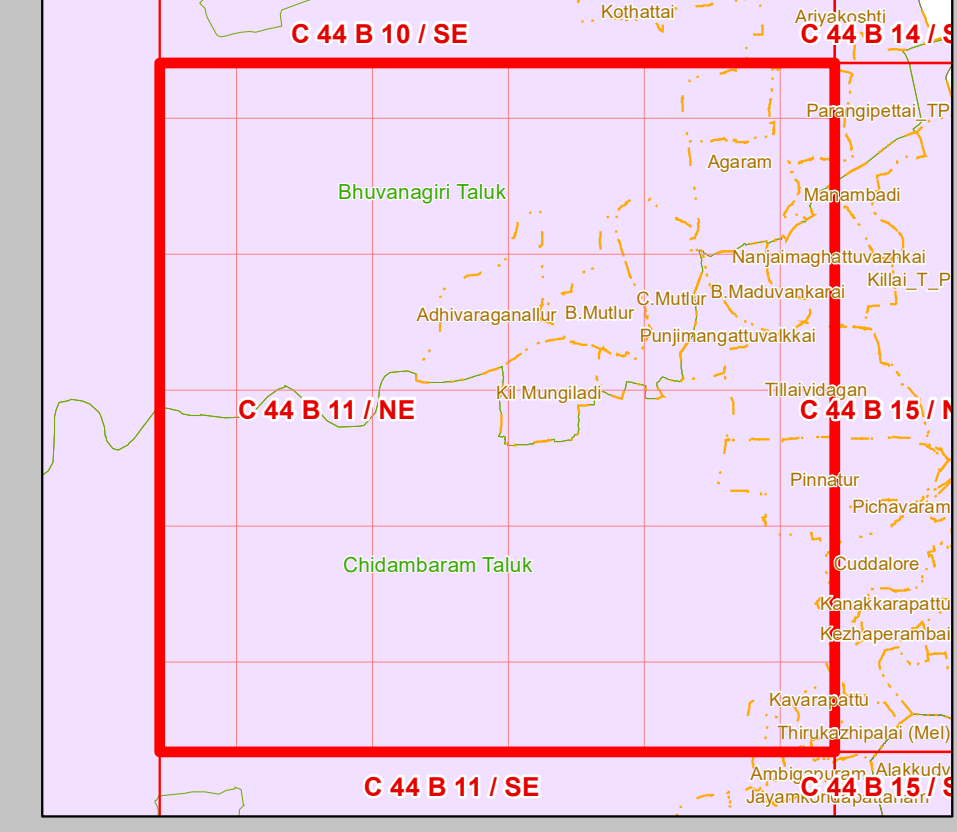 Kothattai
Ariyakoshti
C 44 B 10 / SE
C 44 B 14 / S
Parangipettai_TP
Agaram
Bhuvanagiri Taluk
Manambadi
Nanjaimaghattuvazhkai
Killai_T_P
B.Maduvankarai
C.Mutlur
Adhivaraganallur
B.Mutlur
Punjimangattuvalkkai
Kil Mungiladi
Tillaividagan
C 44 B 11 / NE
C 44 B 15 / N
Pinnatur
Pichavaram
Chidambaram Taluk
Cuddalore
Kanakkarapattu
Kezhaperambai
Kavarapattu
Thirukazhipalai (Mel)
Ambigapuram
Alakkudy
C 44 B 11 / SE
C 44 B 15 / S
Jayamkondapattanam